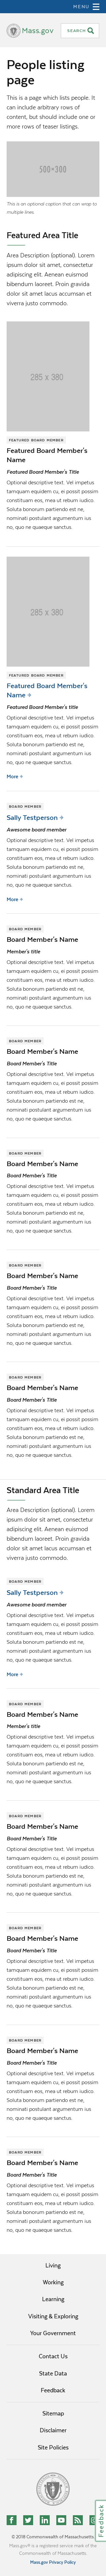 MENU
Mass.gov
SEARCH
People listing page
This is a page which lists people. It can include arbitrary rows of content, but should include one or more rows of tease listings.
500×300
This is an optional caption that can wrap to multiple lines.
Featured Area Title
Area Description (optional). Lorem ipsum dolor sit amet, consectetur adipiscing elit. Aenean euismod bibendum laoreet. Proin gravida dolor sit amet lacus accumsan et viverra justo commodo.
285 x 380
FEATURED BOARD MEMBER
Featured Board Member's Name
Featured Board Member's Title
Optional descriptive text. Vel impetus tamquam equidem cu, ei possit possim constituam eos, mea ut rebum iudico. Soluta bonorum partiendo est ne, nominati postulant argumentum ius no, quo ne quaeque sanctus.
285 x 380
FEATURED BOARD MEMBER
Featured Board Member's Name
Featured Board Member's title
Optional descriptive text. Vel impetus tamquam equidem cu, ei possit possim constituam eos, mea ut rebum iudico. Soluta bonorum partiendo est ne, nominati postulant argumentum ius no, quo ne quaeque sanctus.
More
BOARD MEMBER
Sally Testperson
Awesome board member
Optional descriptive text. Vel impetus tamquam equidem cu, ei possit possim constituam eos, mea ut rebum iudico. Soluta bonorum partiendo est ne, nominati postulant argumentum ius no, quo ne quaeque sanctus.
More
BOARD MEMBER
Board Member's Name
Member's title
Optional descriptive text. Vel impetus tamquam equidem cu, ei possit possim constituam eos, mea ut rebum iudico. Soluta bonorum partiendo est ne, nominati postulant argumentum ius no, quo ne quaeque sanctus.
BOARD MEMBER
Board Member's Name
Board Member's Title
Optional descriptive text. Vel impetus tamquam equidem cu, ei possit possim constituam eos, mea ut rebum iudico. Soluta bonorum partiendo est ne, nominati postulant argumentum ius no, quo ne quaeque sanctus.
BOARD MEMBER
Board Member's Name
Board Member's Title
Optional descriptive text. Vel impetus tamquam equidem cu, ei possit possim constituam eos, mea ut rebum iudico. Soluta bonorum partiendo est ne, nominati postulant argumentum ius no, quo ne quaeque sanctus.
BOARD MEMBER
Board Member's Name
Board Member's Title
Optional descriptive text. Vel impetus tamquam equidem cu, ei possit possim constituam eos, mea ut rebum iudico. Soluta bonorum partiendo est ne, nominati postulant argumentum ius no, quo ne quaeque sanctus.
BOARD MEMBER
Board Member's Name
Board Member's Title
Optional descriptive text. Vel impetus tamquam equidem cu, ei possit possim constituam eos, mea ut rebum iudico. Soluta bonorum partiendo est ne, nominati postulant argumentum ius no, quo ne quaeque sanctus.
Standard Area Title
Area Description (optional). Lorem ipsum dolor sit amet, consectetur adipiscing elit. Aenean euismod bibendum laoreet. Proin gravida dolor sit amet lacus accumsan et viverra justo commodo.
BOARD MEMBER
Sally Testperson
Awesome board member
Optional descriptive text. Vel impetus tamquam equidem cu, ei possit possim constituam eos, mea ut rebum iudico. Soluta bonorum partiendo est ne, nominati postulant argumentum ius no, quo ne quaeque sanctus.
More
BOARD MEMBER
Board Member's Name
Member's title
Optional descriptive text. Vel impetus tamquam equidem cu, ei possit possim constituam eos, mea ut rebum iudico. Soluta bonorum partiendo est ne, nominati postulant argumentum ius no, quo ne quaeque sanctus.
BOARD MEMBER
Board Member's Name
Board Member's Title
Optional descriptive text. Vel impetus tamquam equidem cu, ei possit possim constituam eos, mea ut rebum iudico. Soluta bonorum partiendo est ne, nominati postulant argumentum ius no, quo ne quaeque sanctus.
BOARD MEMBER
Board Member's Name
Board Member's Title
Optional descriptive text. Vel impetus tamquam equidem cu, ei possit possim constituam eos, mea ut rebum iudico. Soluta bonorum partiendo est ne, nominati postulant argumentum ius no, quo ne quaeque sanctus.
BOARD MEMBER
Board Member's Name
Board Member's Title
Optional descriptive text. Vel impetus tamquam equidem cu, ei possit possim constituam eos, mea ut rebum iudico. Soluta bonorum partiendo est ne, nominati postulant argumentum ius no, quo ne quaeque sanctus.
BOARD MEMBER
Board Member's Name
Board Member's Title
Optional descriptive text. Vel impetus tamquam equidem cu, ei possit possim constituam eos, mea ut rebum iudico. Soluta bonorum partiendo est ne, nominati postulant argumentum ius no, quo ne quaeque sanctus.
Living
Working
Learning
Visiting & Exploring
Your Government
Contact Us
State Data
Feedback
Sitemap
Disclaimer
Site Policies
Feedback
© 2018 Commonwealth of Massachusetts.
Mass.gov® is a registered service mark of the Commonwealth of Massachusetts.
Mass.gov Privacy Policy